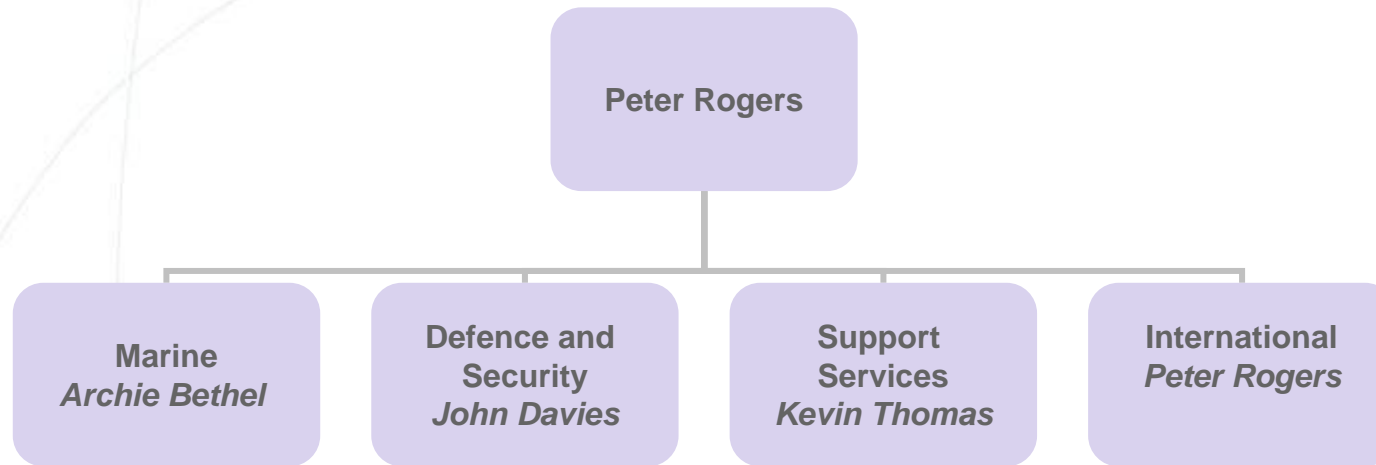 Peter Rogers
Marine
Archie Bethel
Defence and
Security
John Davies
Support
Services
Kevin Thomas
International
Peter Rogers